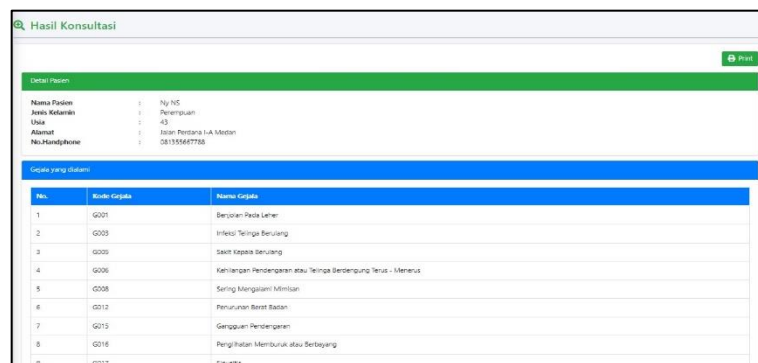 Hasil Konsultasi
Print
Detail Pasien
Nama Pasien : Ny NS
Jenis Kelamin : Perempuan
Usia : 43
Alamat : Jalan Perdana I-A Medan
No.Handphone : 081355667788
Gejala yang dialami
No. Kode Gejala Nama Gejala
1 G001 Benjolan Pada Leher
2 G003 Infeksi Telinga Berulang
3 G005 Sakit Kepala Berulang
4 G006 Kehilangan Pendengaran atau Telinga Berdengung Terus - Menerus
5 G008 Sering Mengalami Mimisan
6 G012 Penurunan Berat Badan
7 G015 Gangguan Pendengaran
8 G016 Penglihatan Memburuk atau Berbayang